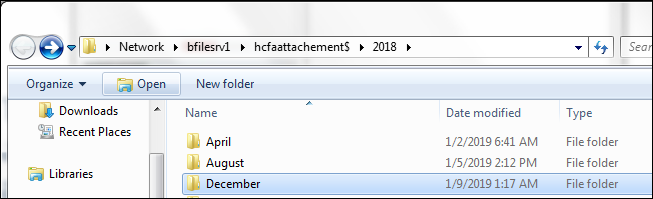 Network bfilesrv1 hcfaattachement$ 2018 Sear
Organize Open New folder
Name Date modified Type
Downloads
Recent Places
Libraries
April 1/2/2019 6:41 AM File folder
August 1/5/2019 2:12 PM File folder
December 1/9/2019 1:17 AM File folder